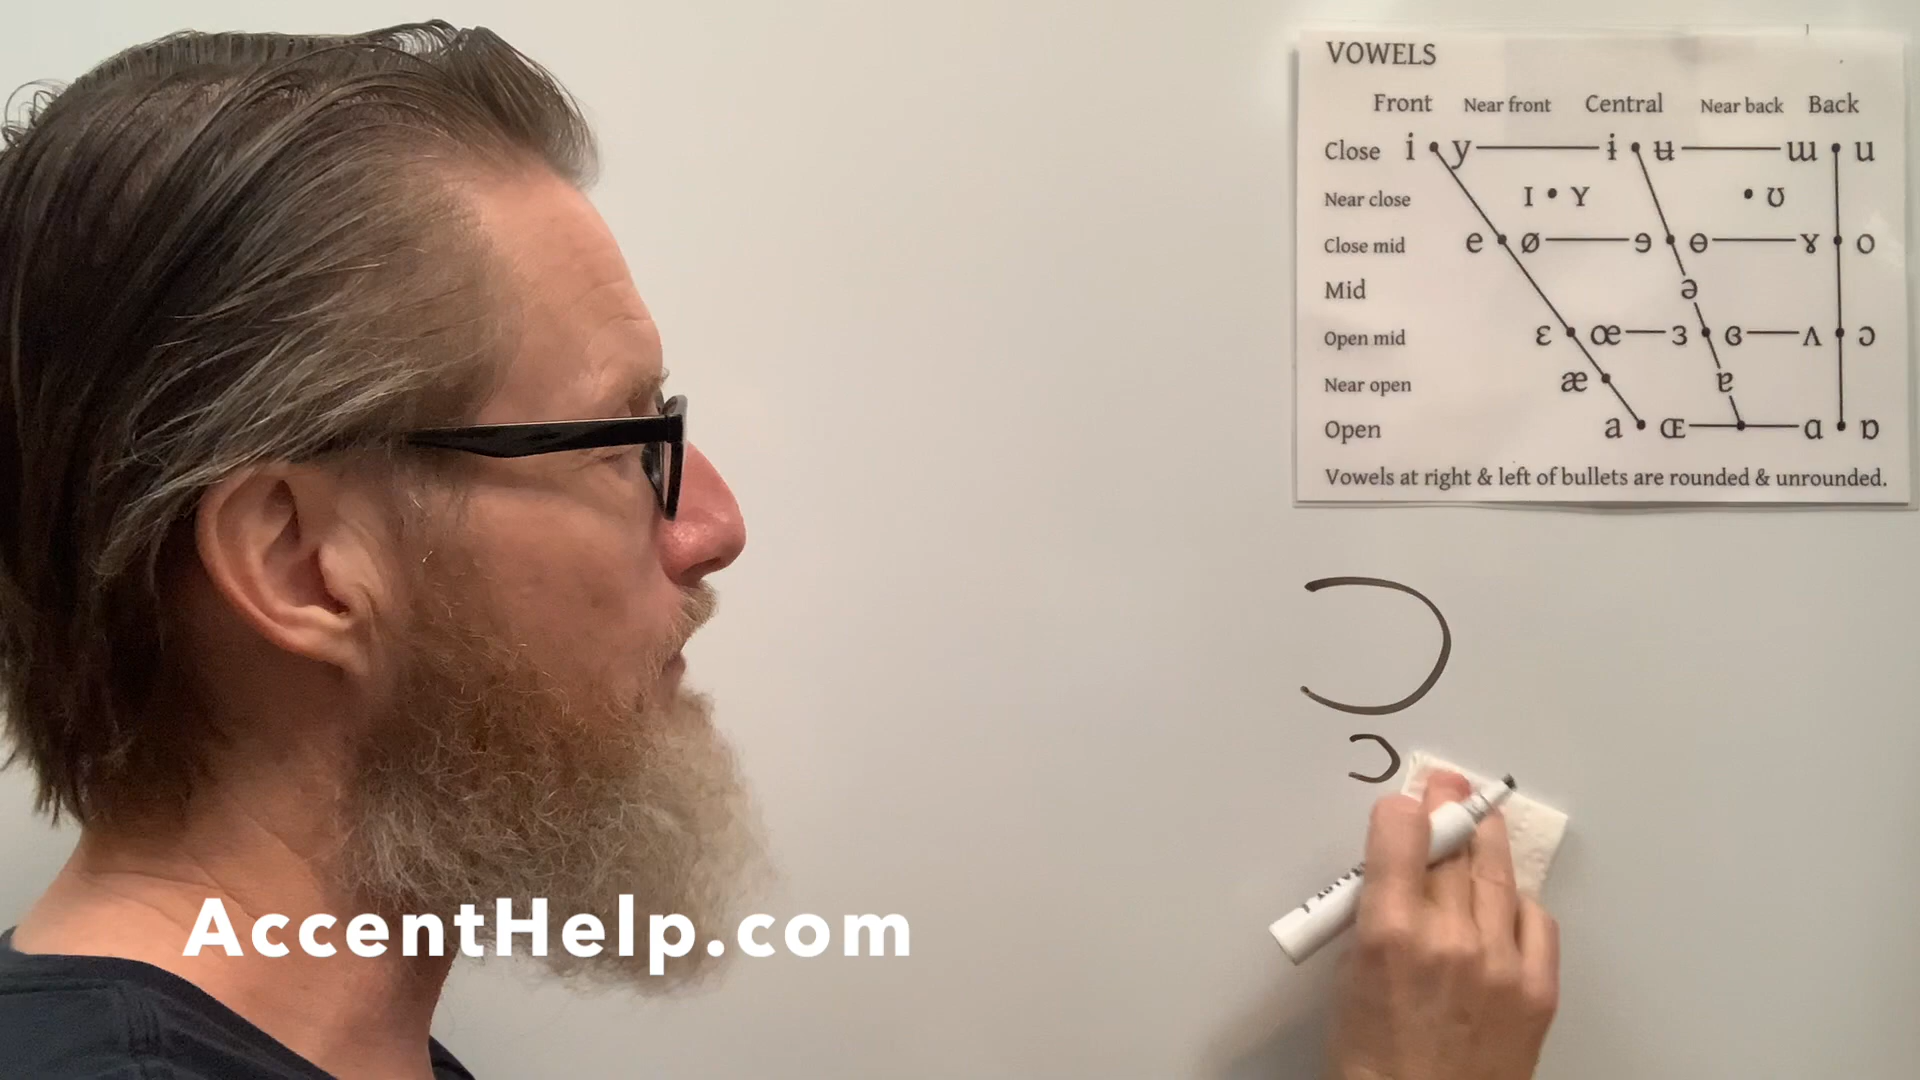 VOWELS
Front Near front Central Near back Back
Close i y ɨ ʉ ɯ u
Near close ɪ ʏ ʊ
Close mid e ø ɘ ɵ ɤ o
Mid ə
Open mid ɛ œ ɜ ɞ ʌ ɔ
Near open æ ɐ
Open a ɶ ɑ ɒ
Vowels at right & left of bullets are rounded & unrounded.
ɔ
ɔ
AccentHelp.com